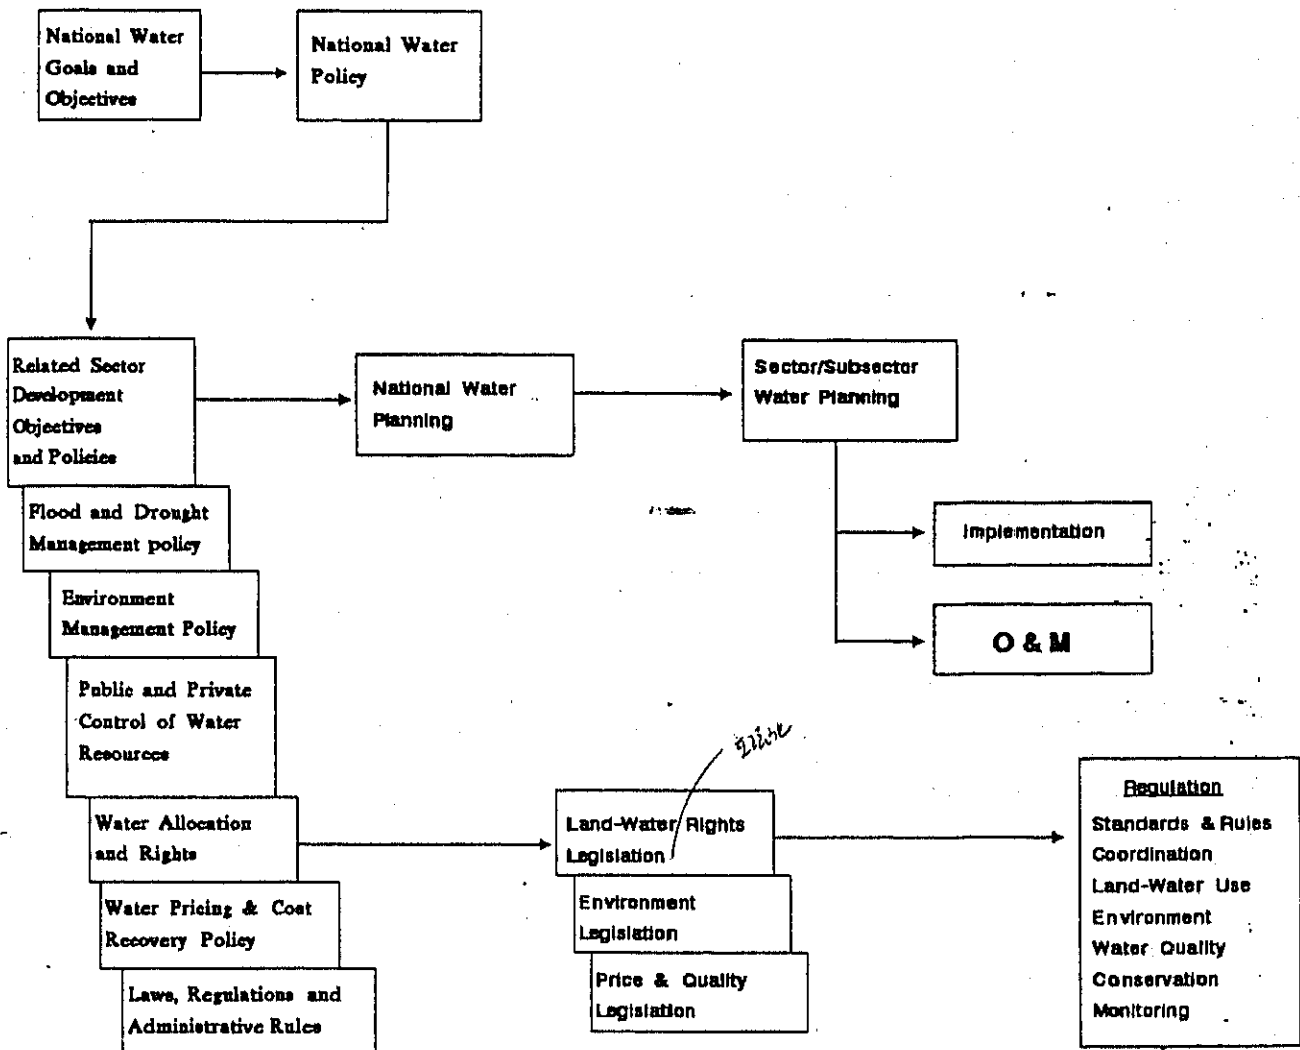 National Water
Goals and
Objectives
National Water
Policy
Related Sector
Development
Objectives
and Policies
National Water
Planning
Sector/Subsector
Water Planning
Flood and Drought
Management policy
Implementation
Environment
Management Policy
O & M
Public and Private
Control of Water
Resources
Water Allocation
and Rights
Land-Water Rights
Legislation
Regulation
Standards & Rules
Coordination
Land-Water Use
Environment
Water Quality
Conservation
Monitoring
Water Pricing & Cost
Recovery Policy
Environment
Legislation
Laws, Regulations and
Administrative Rules
Price & Quality
Legislation